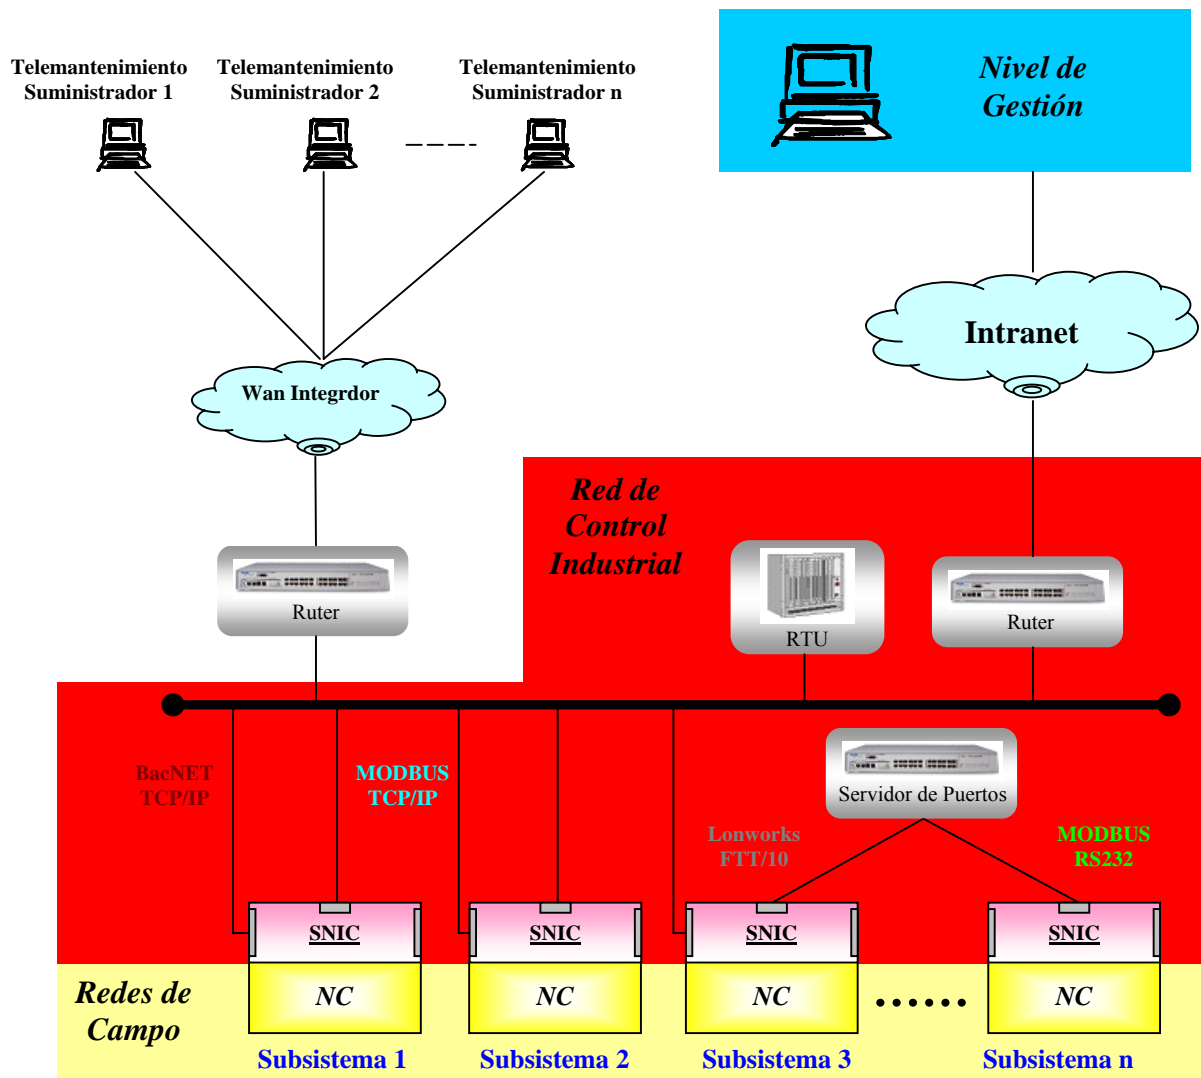 Telemantenimiento
Suministrador 1
Telemantenimiento
Suministrador 2
Telemantenimiento
Suministrador n
Nivel de
Gestión
Intranet
Wan Integrdor
Red de
Control
Industrial
Ruter
RTU
Ruter
BacNET
TCP/IP
MODBUS
TCP/IP
Servidor de Puertos
Lonworks
FTT/10
MODBUS
RS232
SNIC
SNIC
SNIC
SNIC
Redes de
Campo
NC
NC
NC
......
NC
Subsistema 1
Subsistema 2
Subsistema 3
Subsistema n